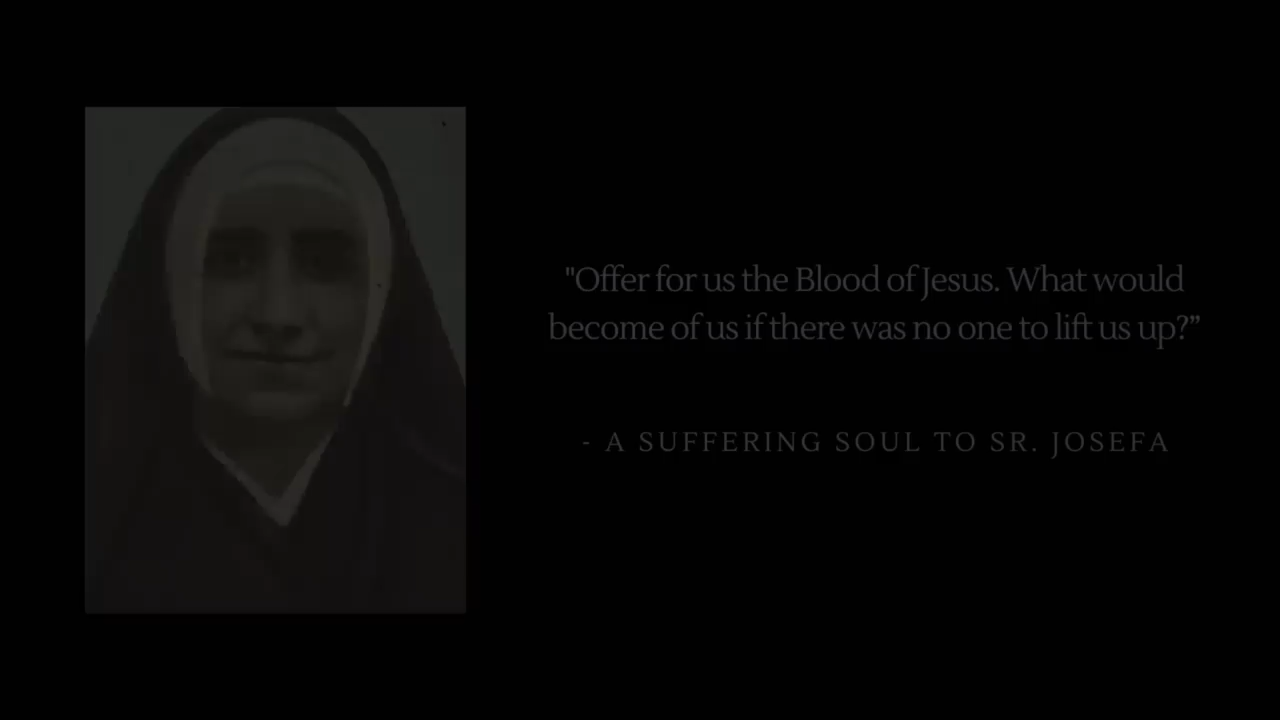 "Offer for us the Blood of Jesus. What would
become of us if there was no one to lift us up?”
- A SUFFERING SOUL TO SR. JOSEFA